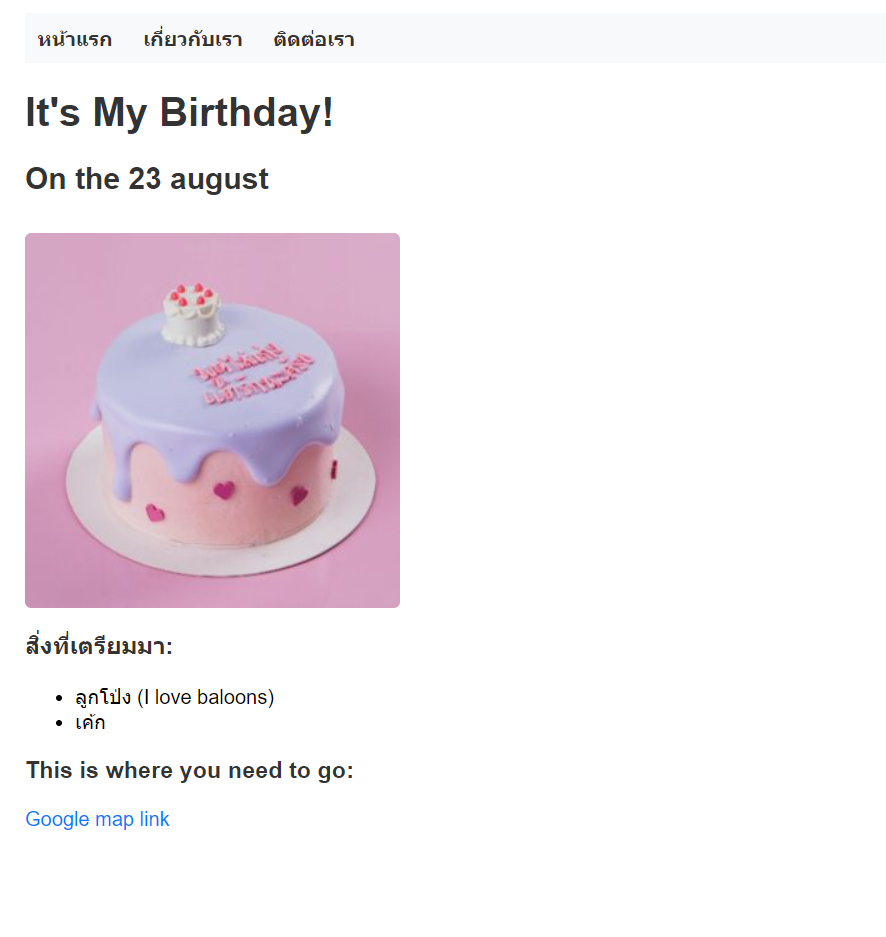 หน้าแรก เกี่ยวกับเรา ติดต่อเรา
It's My Birthday!
On the 23 august
สิ่งที่เตรียมมา:
ลูกโป่ง (I love baloons)
เค้ก
This is where you need to go:
Google map link